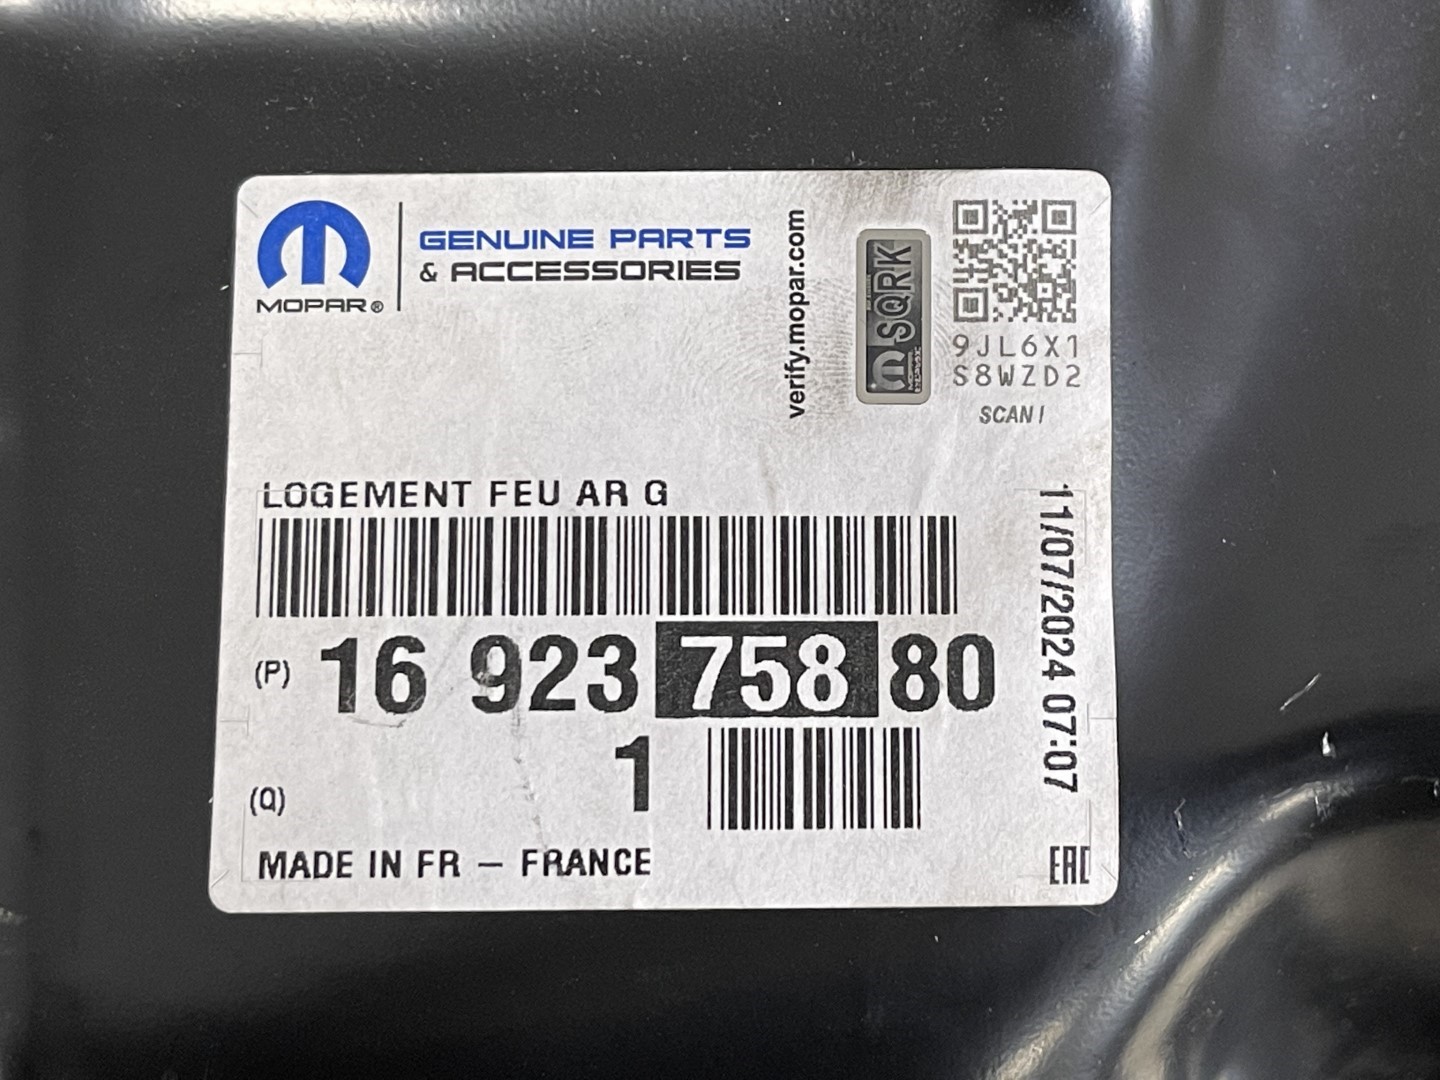 MOPAR®
GENUINE PARTS
& ACCESSORIES
verify.mopar.com
SQRK
9JL6X1
S8WZD2
SCAN!
LOGEMENT FEU AR G
(P) 16 923 758 80
(Q) 1
11/07/2024 07:07
MADE IN FR – FRANCE
EAC